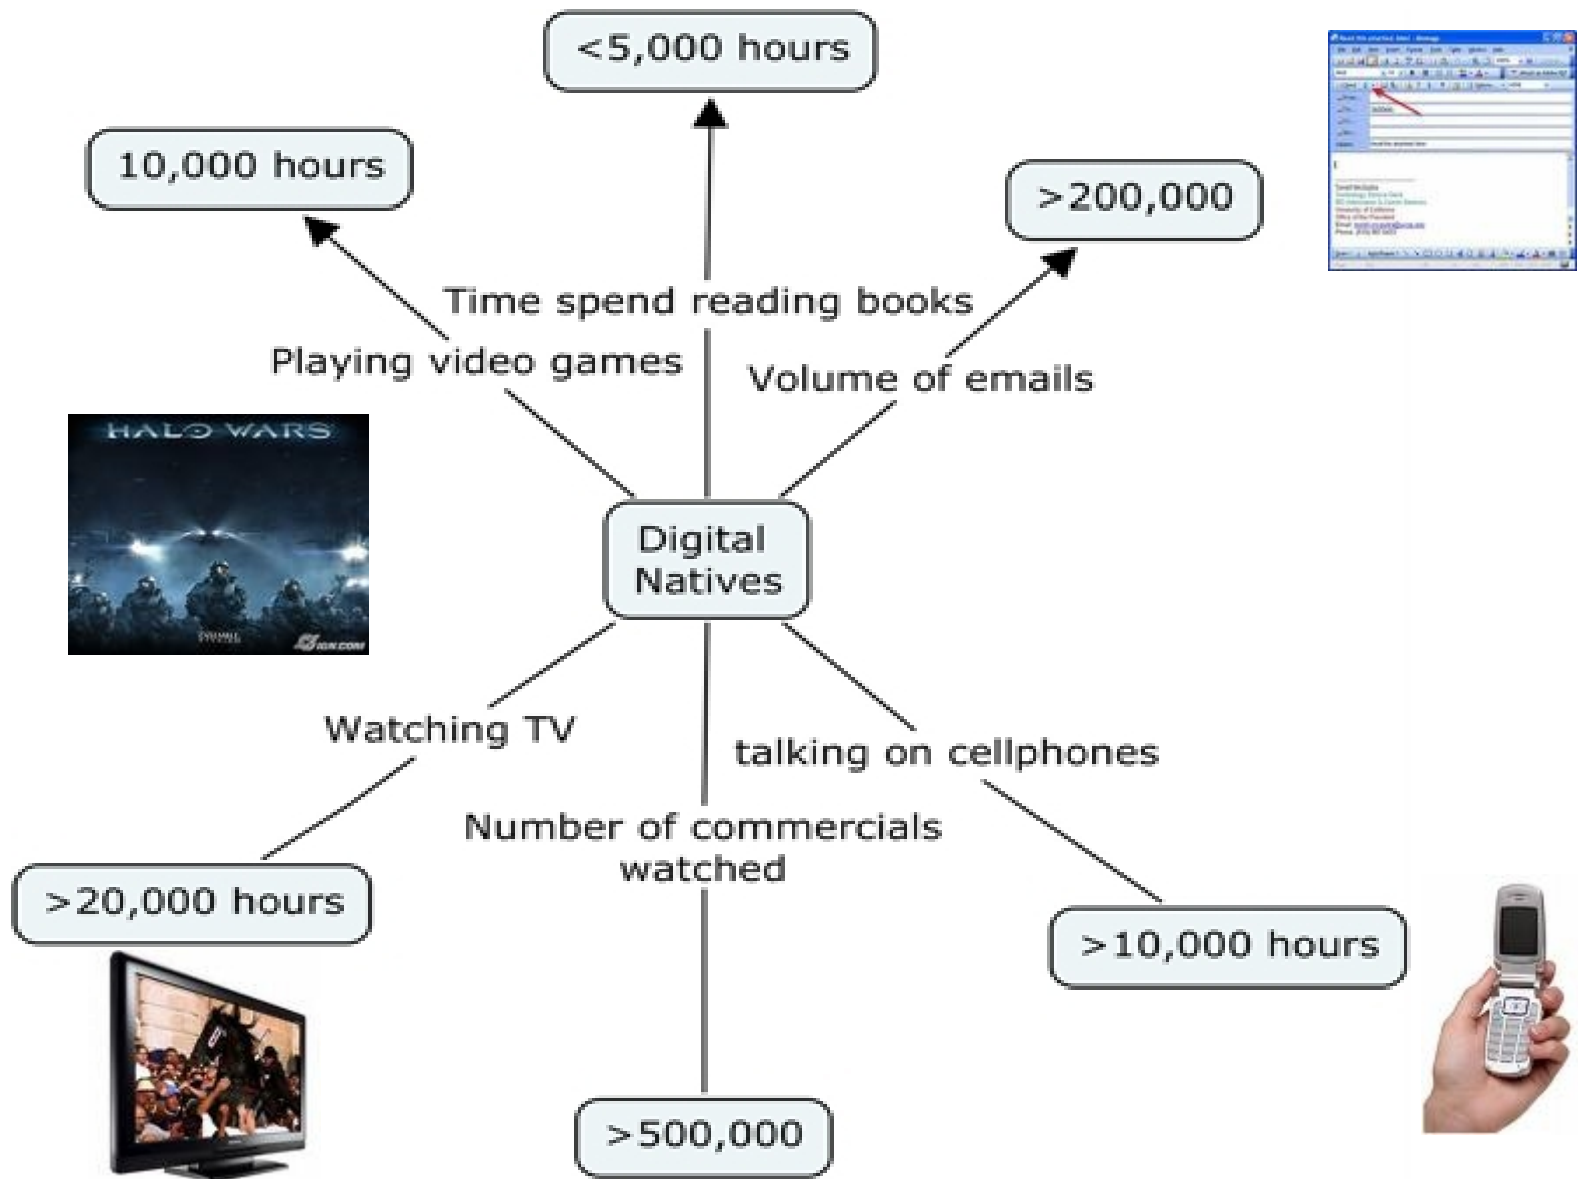 <5,000 hours
10,000 hours
>200,000
Time spend reading books
Playing video games
Volume of emails
HALO WARS
IGN.COM
Digital
Natives
Watching TV
talking on cellphones
Number of commercials
watched
>20,000 hours
>10,000 hours
>500,000